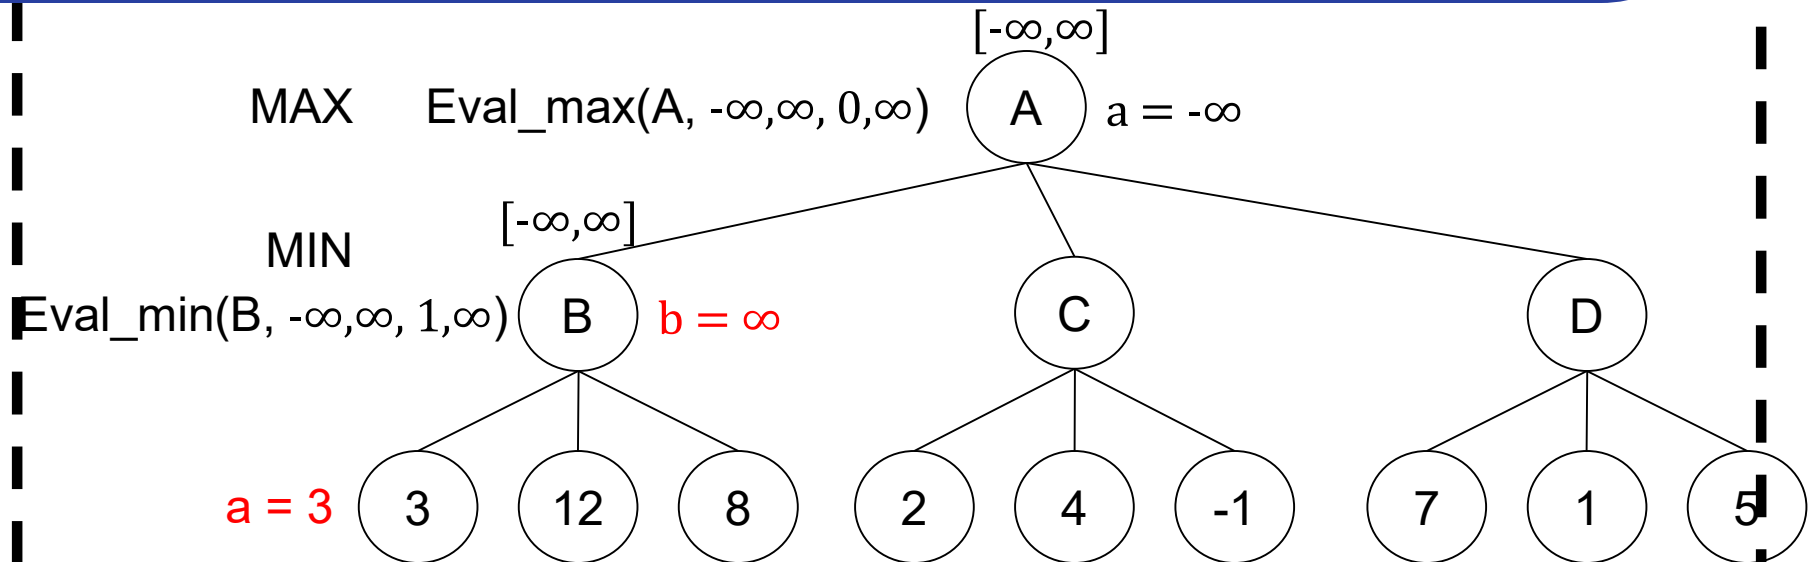 [-∞,∞]
MAX Eval_max(A, -∞,∞, 0,∞) A a = -∞
[-∞,∞]
MIN
Eval_min(B, -∞,∞, 1,∞) B b = ∞ C D
a = 3 3 12 8 2 4 -1 7 1 5